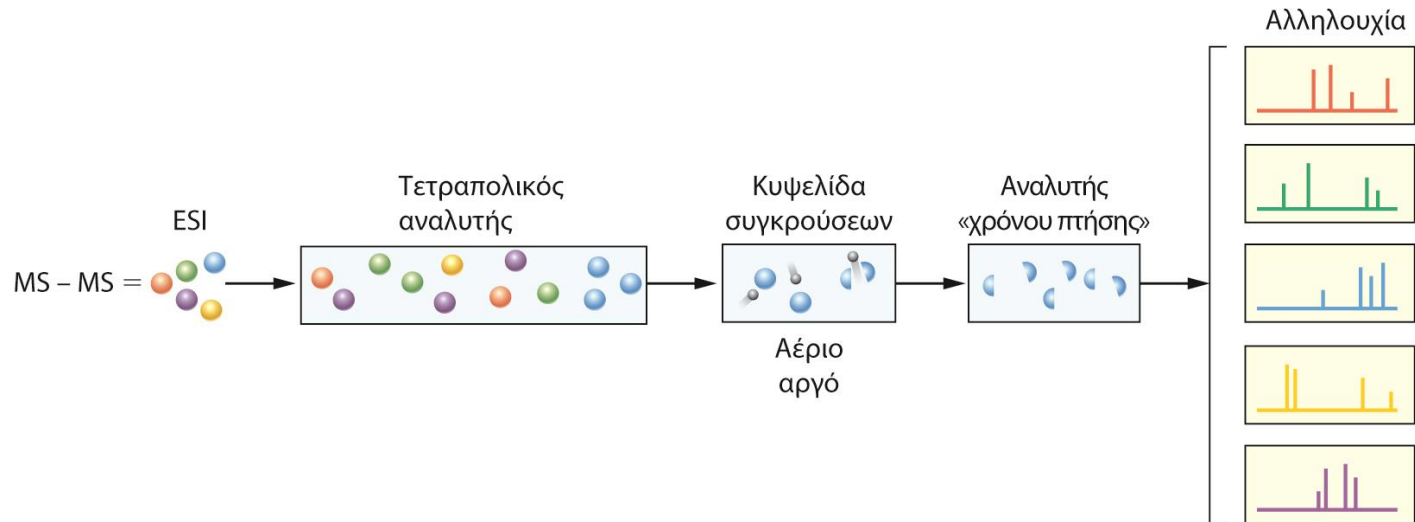 Αλληλουχία
Τετραπολικός
αναλυτής
Κυψελίδα
συγκρούσεων
Αναλυτής
«χρόνου πτήσης»
ESI
MS – MS =
Αέριο
αργό